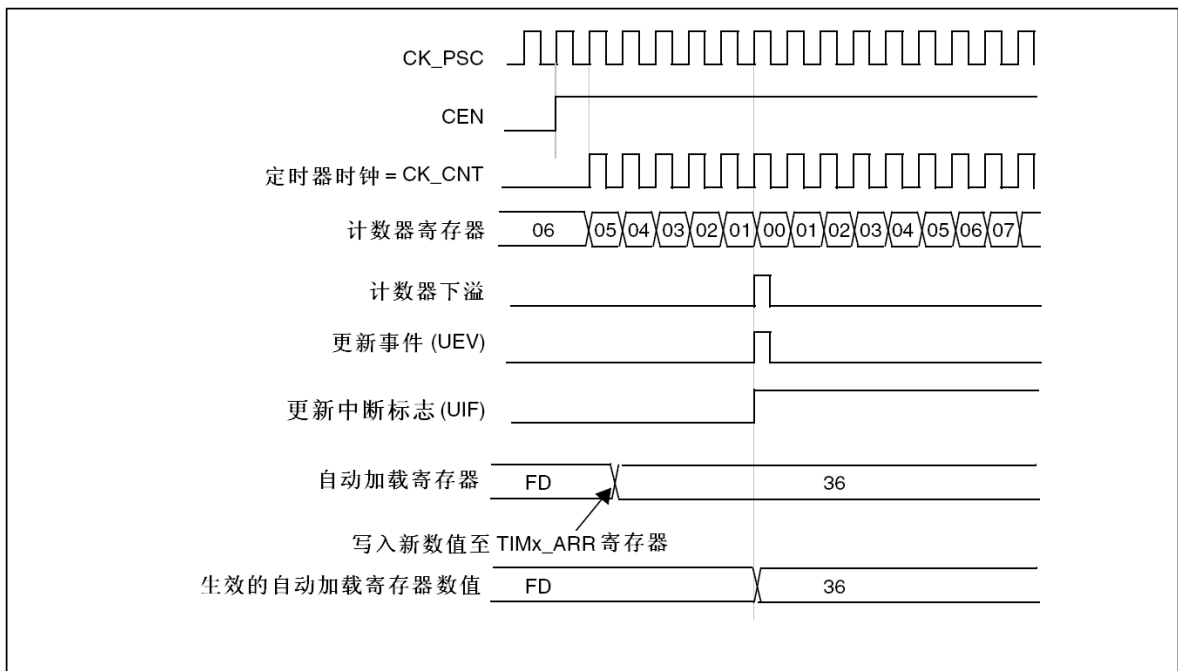 CK_PSC
CEN
定时器时钟 = CK_CNT
计数器寄存器 06 05 04 03 02 01 00 01 02 03 04 05 06 07
计数器下溢
更新事件 (UEV)
更新中断标志 (UIF)
自动加载寄存器 FD 36
写入新数值至 TIMx_ARR 寄存器
生效的自动加载寄存器数值 FD 36